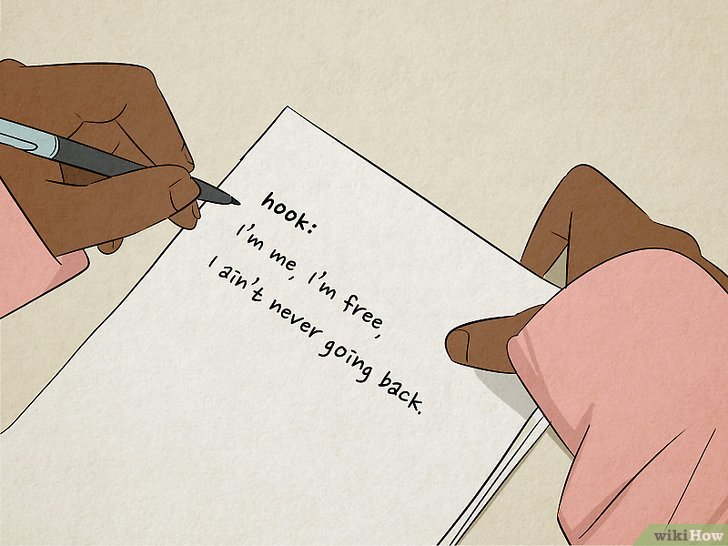 hook:
I'm me, I'm free,
I ain't never going back.
wikiHow